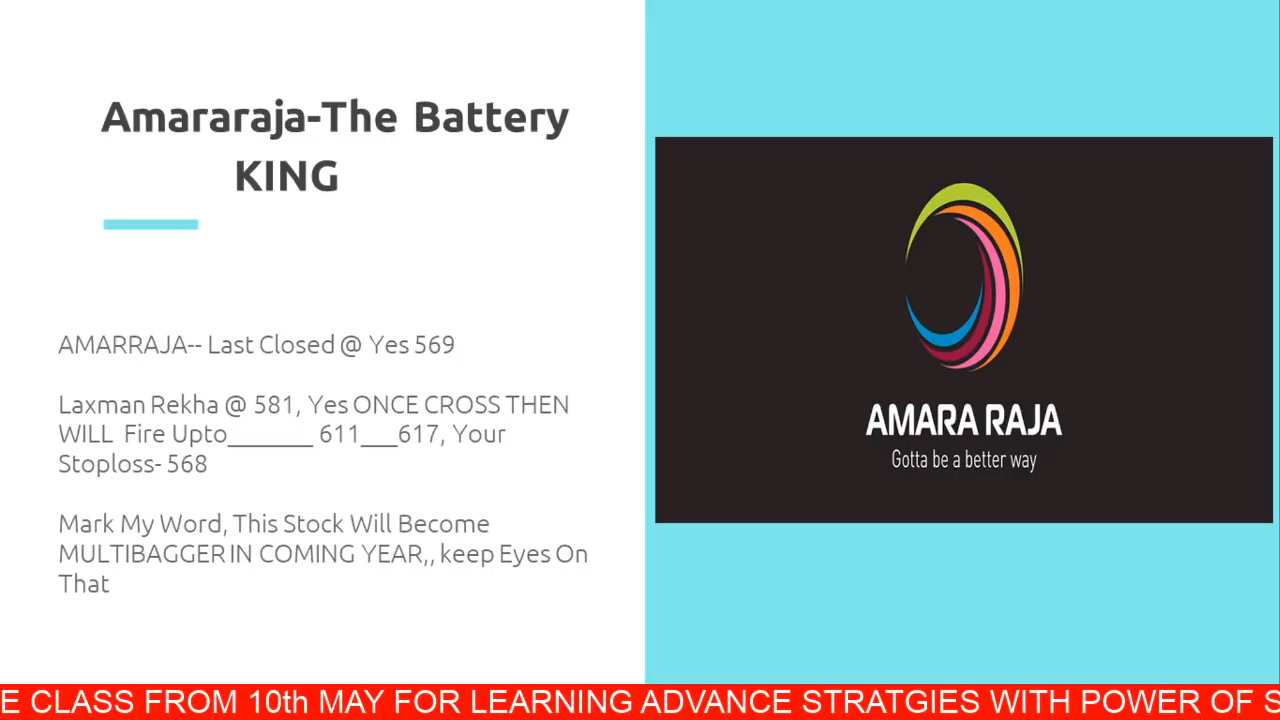 Amararaja-The Battery
KING
AMARRAJA-- Last Closed @ Yes 569
Laxman Rekha @ 581, Yes ONCE CROSS THEN
WILL Fire Upto_______ 611___617, Your
Stoploss- 568
Mark My Word, This Stock Will Become
MULTIBAGGER IN COMING YEAR,, keep Eyes On
That
AMARA RAJA
Gotta be a better way
E CLASS FROM 10th MAY FOR LEARNING ADVANCE STRATGIES WITH POWER OF S